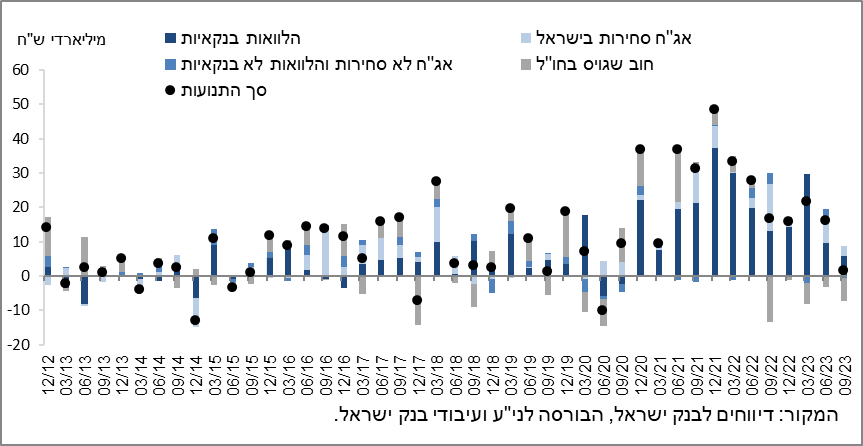 מיליארדי ש"ח
הלוואות בנקאיות
אג"ח סחירות בישראל
אג"ח לא סחירות והלוואות לא בנקאיות
חוב שגויס בחו"ל
סך התנועות
60
50
40
30
20
10
0
-10
-20
12/12 03/13 06/13 09/13 12/13 03/14 06/14 09/14 12/14 03/15 06/15 09/15 12/15 03/16 06/16 09/16 12/16 03/17 06/17 09/17 12/17 03/18 06/18 09/18 12/18 03/19 06/19 09/19 12/19 03/20 06/20 09/20 12/20 03/21 06/21 09/21 12/21 03/22 06/22 09/22 12/22 03/23 06/23 09/23
המקור: דיווחים לבנק ישראל, הבורסה לני"ע ועיבודי בנק ישראל.